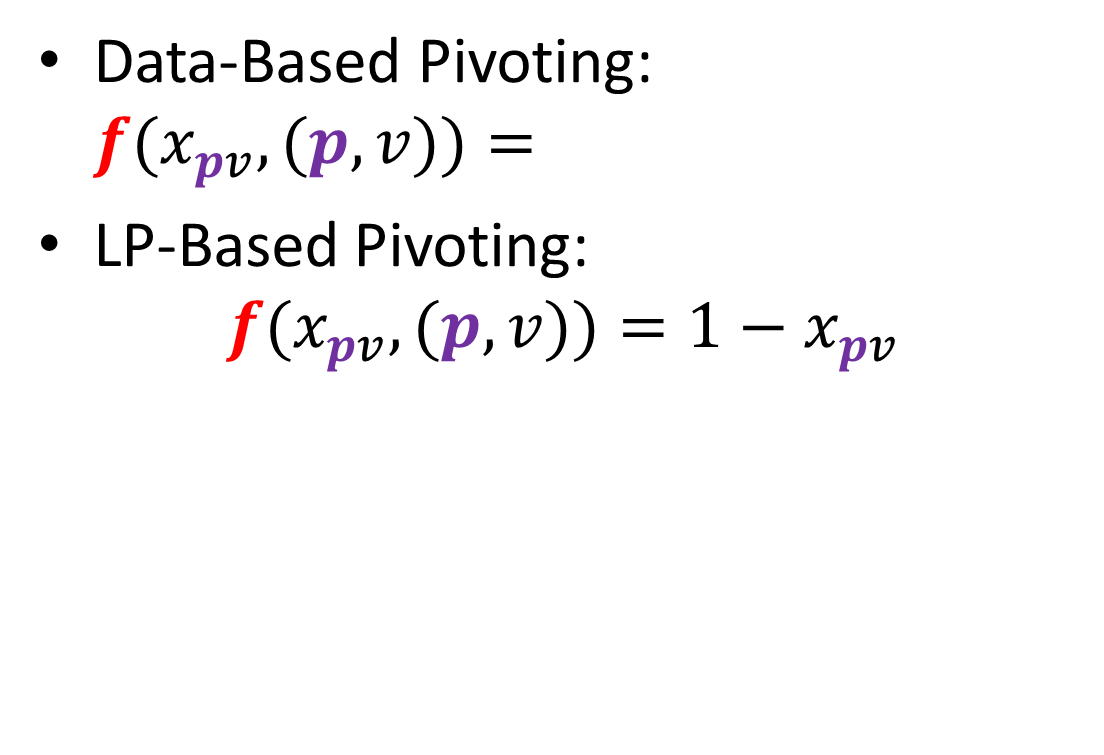 • Data-Based Pivoting:
𝒇(𝑥_𝒑𝑣, (𝒑, 𝑣)) =
• LP-Based Pivoting:
𝒇(𝑥_𝒑𝑣, (𝒑, 𝑣)) = 1 − 𝑥_𝒑𝑣